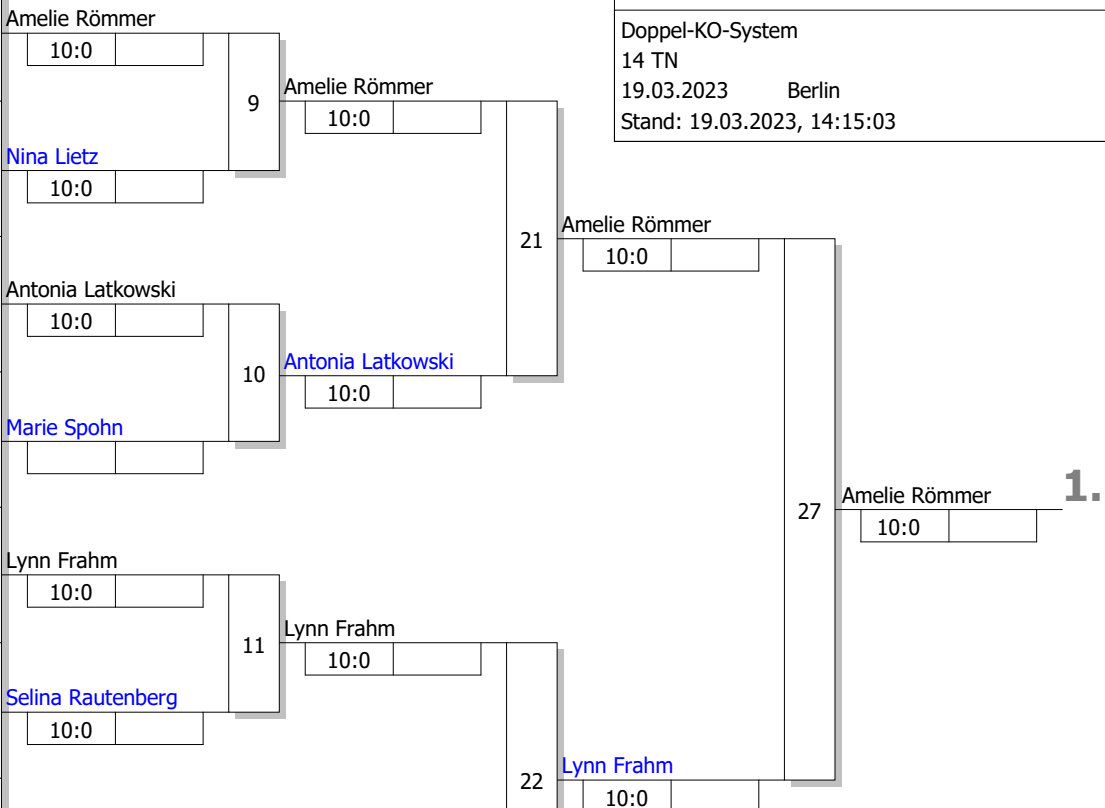 Amelie Römmer
10:0
9
Nina Lietz
10:0
Amelie Römmer
10:0
Doppel-KO-System
14 TN
19.03.2023 Berlin
Stand: 19.03.2023, 14:15:03
21
Amelie Römmer
10:0
Antonia Latkowski
10:0
10
Antonia Latkowski
10:0
Marie Spohn
27
Amelie Römmer
10:0
1.
Lynn Frahm
10:0
11
Lynn Frahm
10:0
Selina Rautenberg
10:0
22
Lynn Frahm
10:0